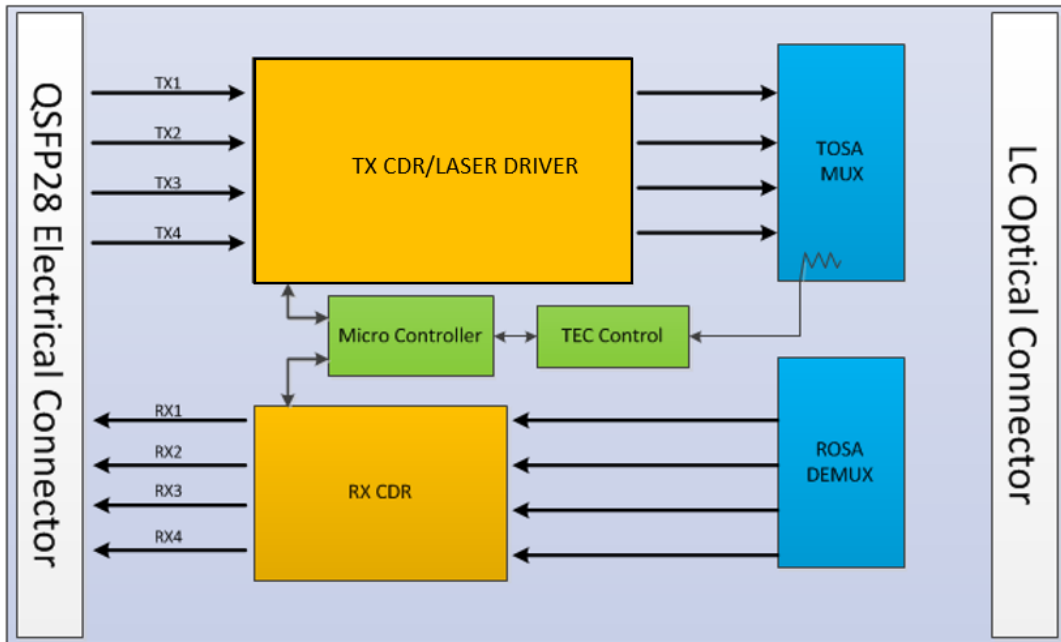 QSFP28 Electrical Connector
TX1
TX2
TX3
TX4
TX CDR/LASER DRIVER
TOSA
MUX
Micro Controller
TEC Control
RX1
RX2
RX3
RX4
RX CDR
ROSA
DEMUX
LC Optical Connector